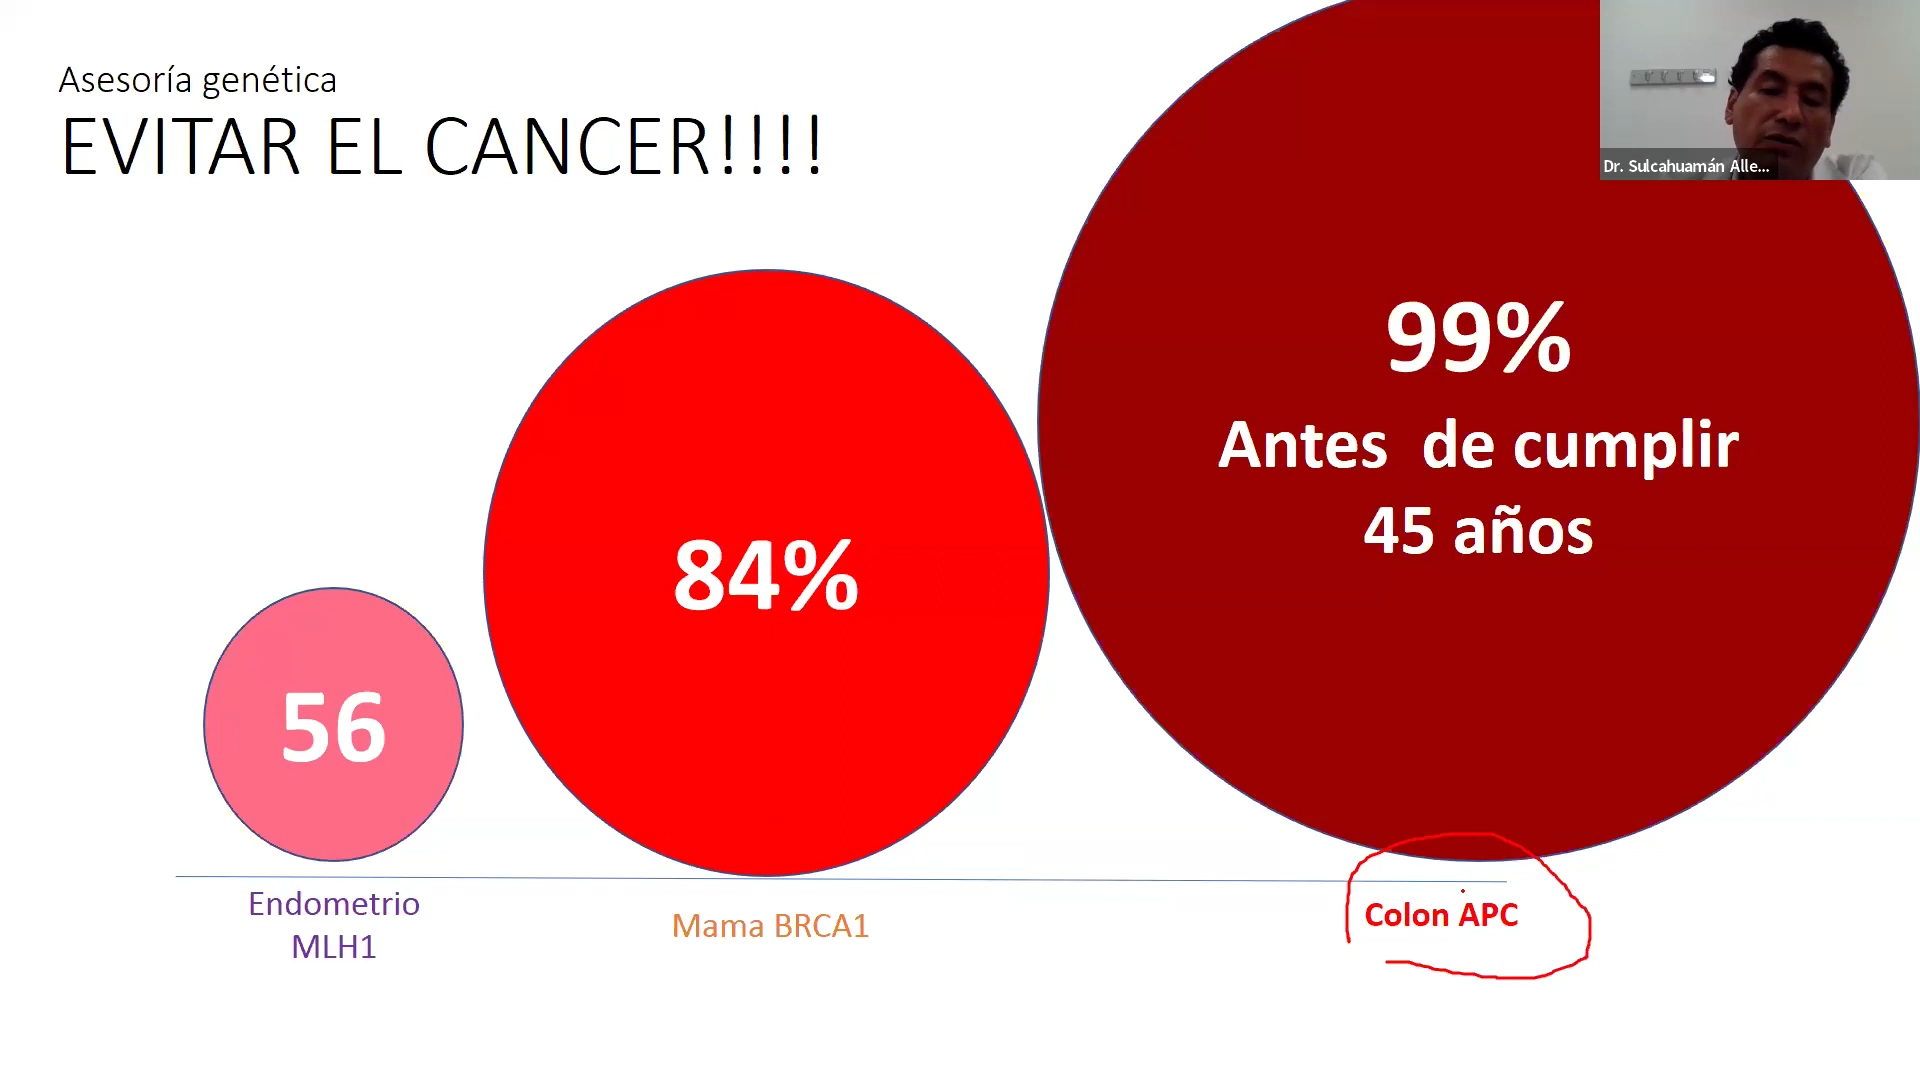 Asesoría genética
EVITAR EL CANCER!!!!
Dr. Sulcahuamán Alle...
99%
Antes de cumplir
45 años
84%
56
Endometrio
MLH1
Mama BRCA1
Colon APC